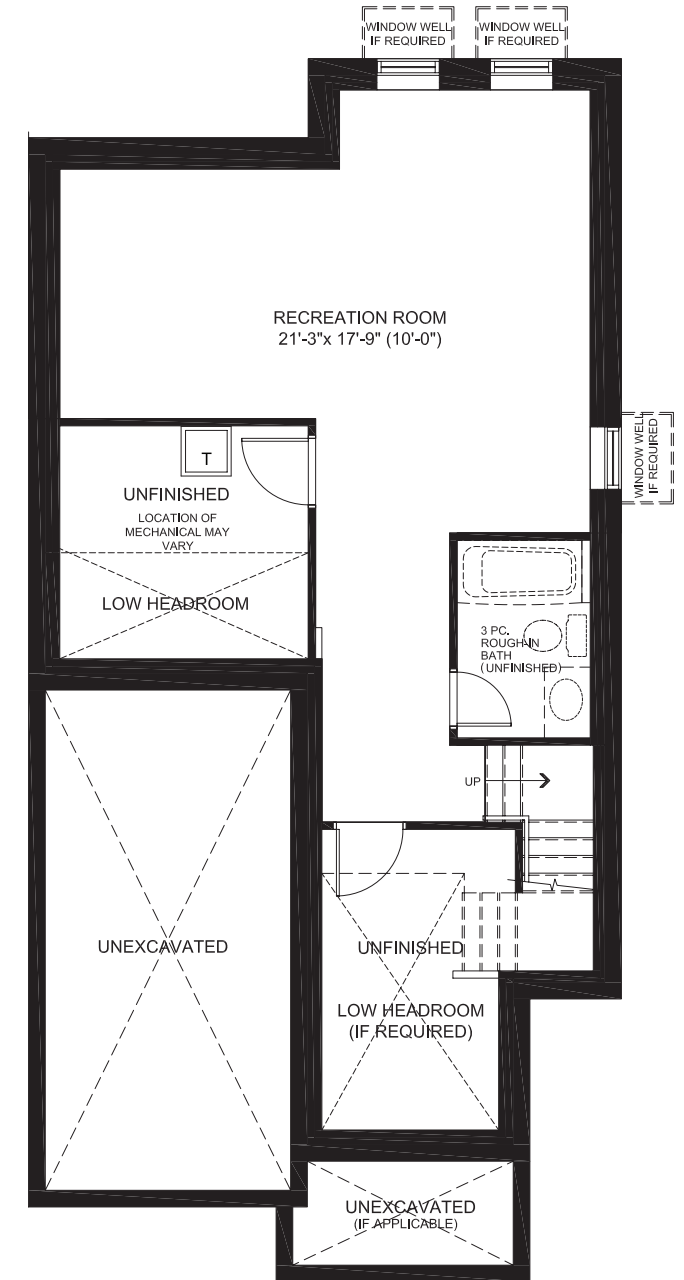 WINDOW WELL
IF REQUIRED
WINDOW WELL
IF REQUIRED
RECREATION ROOM
21'-3"x 17'-9" (10'-0")
WINDOW WELL
IF REQUIRED
T
UNFINISHED
LOCATION OF
MECHANICAL MAY
VARY
LOW HEADROOM
3 PC.
ROUGH-IN
BATH
(UNFINISHED)
UP
UNEXCAVATED
UNFINISHED
LOW HEADROOM
(IF REQUIRED)
UNEXCAVATED
(IF APPLICABLE)